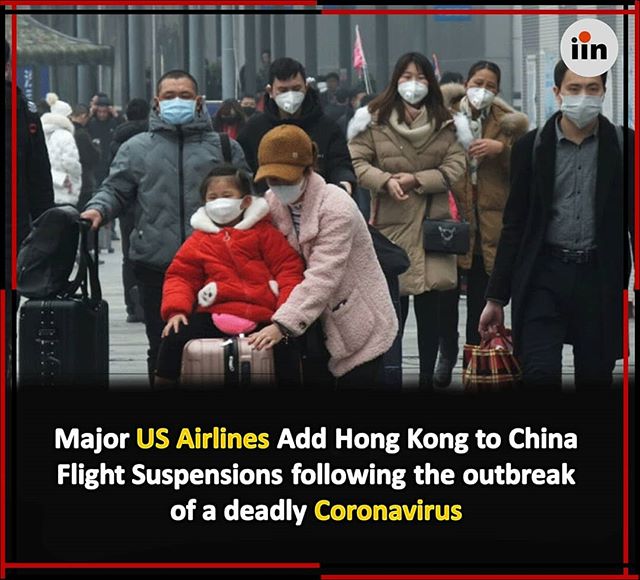 iin
Major US Airlines Add Hong Kong to China
Flight Suspensions following the outbreak
of a deadly Coronavirus